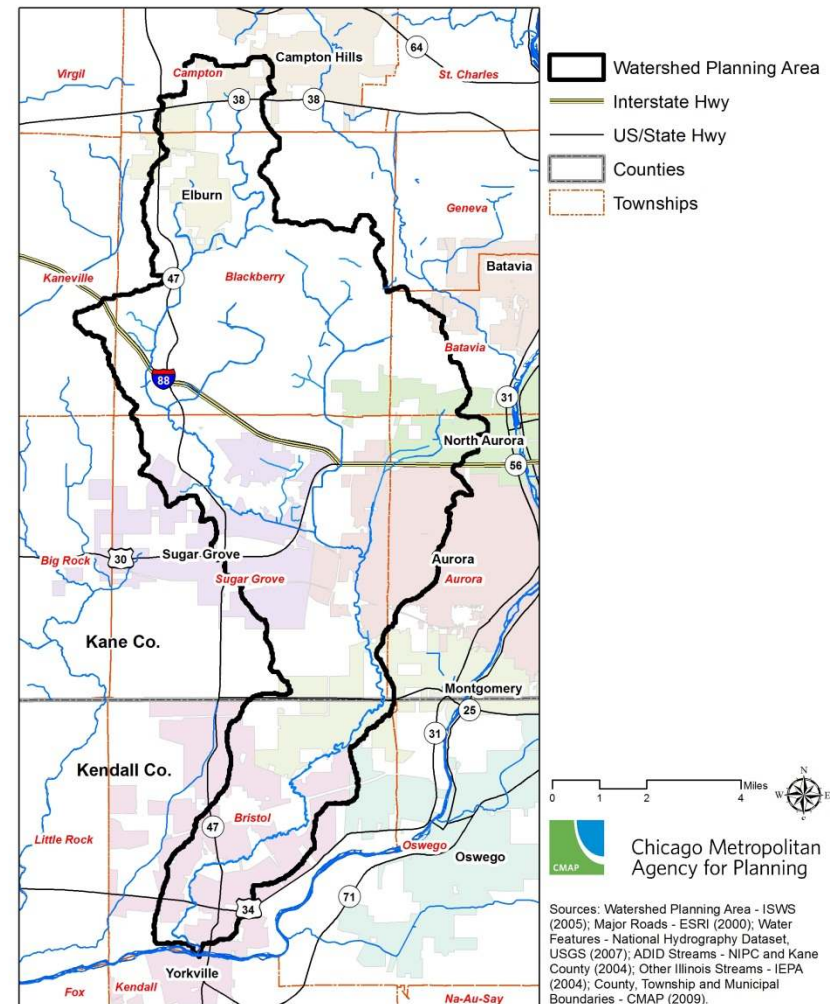 Campton Hills
64
Virgil
Campton
St. Charles
38
38
Elburn
Geneva
Batavia
Kaneville
47
Blackberry
Batavia
88
31
North Aurora
56
Sugar Grove
Big Rock
30
Sugar Grove
Aurora
Aurora
Kane Co.
Montgomery
25
31
Kendall Co.
Bristol
47
Little Rock
Oswego
Oswego
34
71
Yorkville
Fox
Kendall
Na-Au-Say
Watershed Planning Area
Interstate Hwy
US/State Hwy
Counties
Townships
0 1 2 4 Miles
N
W E
S
CMAP
Chicago Metropolitan
Agency for Planning
Sources: Watershed Planning Area - ISWS
(2005); Major Roads - ESRI (2000); Water
Features - National Hydrography Dataset,
USGS (2007); ADID Streams - NIPC and Kane
County (2004); Other Illinois Streams - IEPA
(2004); County, Township and Municipal
Boundaries - CMAP (2009).